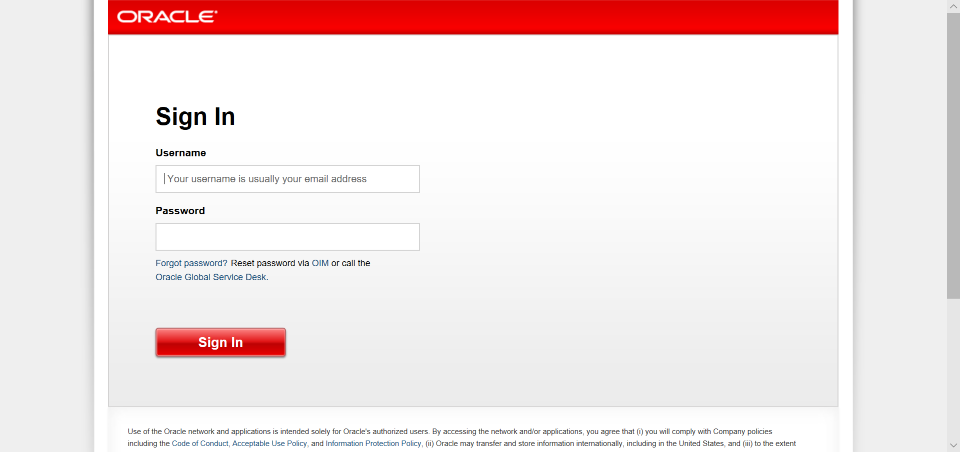 ORACLE
Sign In
Username
Your username is usually your email address
Password
Forgot password? Reset password via OIM or call the
Oracle Global Service Desk.
Sign In
Use of the Oracle network and applications is intended solely for Oracle's authorized users. By accessing the network and/or applications, you agree that (i) you will comply with Company policies
including the Code of Conduct, Acceptable Use Policy, and Information Protection Policy, (ii) Oracle may transfer and store information internationally, including in the United States, and (iii) to the extent